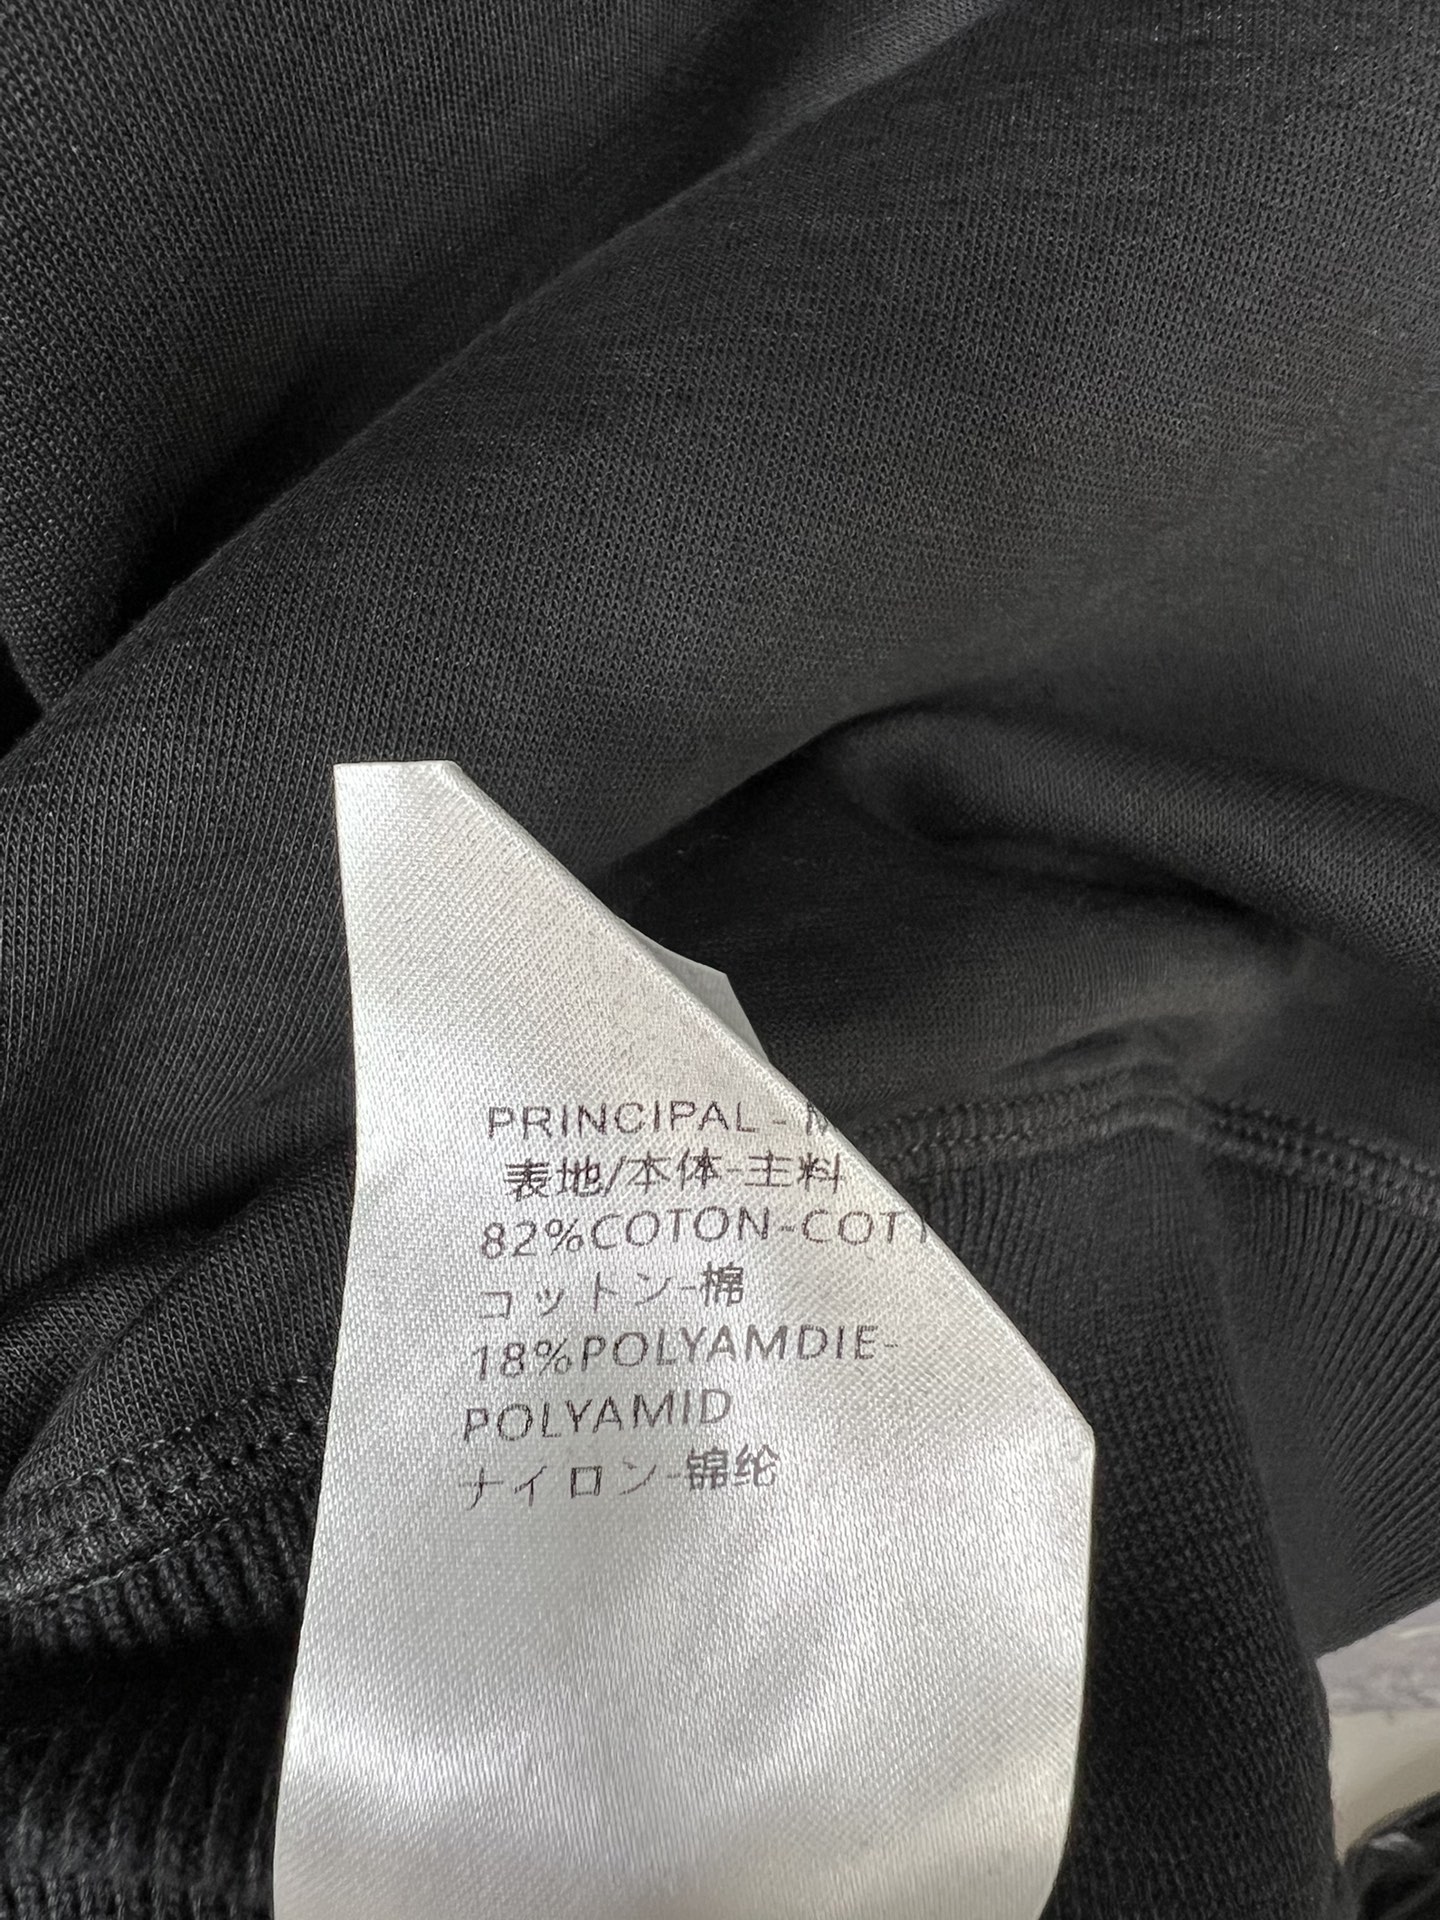 PRINCIPAL - M
表地/本体-主料
82%COTON-COTT
コットン-棉
18%POLYAMDIE-
POLYAMID
ナイロン-锦纶